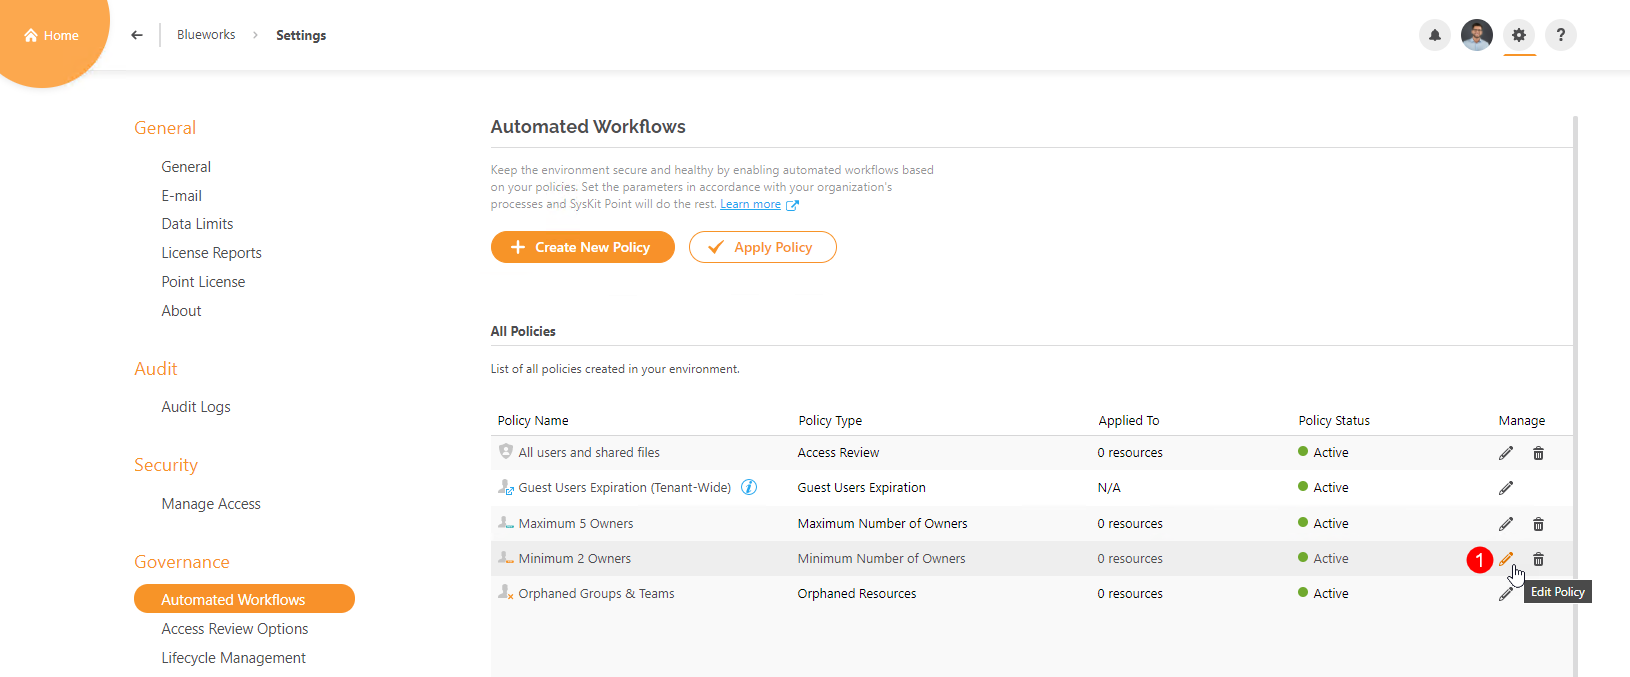 Home
Blueworks > Settings
?
General
General
E-mail
Data Limits
License Reports
Point License
About
Audit
Audit Logs
Security
Manage Access
Governance
Automated Workflows
Access Review Options
Lifecycle Management
Automated Workflows
Keep the environment secure and healthy by enabling automated workflows based
on your policies. Set the parameters in accordance with your organization's
processes and SysKit Point will do the rest. Learn more
Create New Policy
Apply Policy
All Policies
List of all policies created in your environment.
Policy Name Policy Type Applied To Policy Status Manage
All users and shared files Access Review 0 resources Active
Guest Users Expiration (Tenant-Wide) i Guest Users Expiration N/A Active
Maximum 5 Owners Maximum Number of Owners 0 resources Active
Minimum 2 Owners Minimum Number of Owners 0 resources Active 1
Orphaned Groups & Teams Orphaned Resources 0 resources Active
Edit Policy